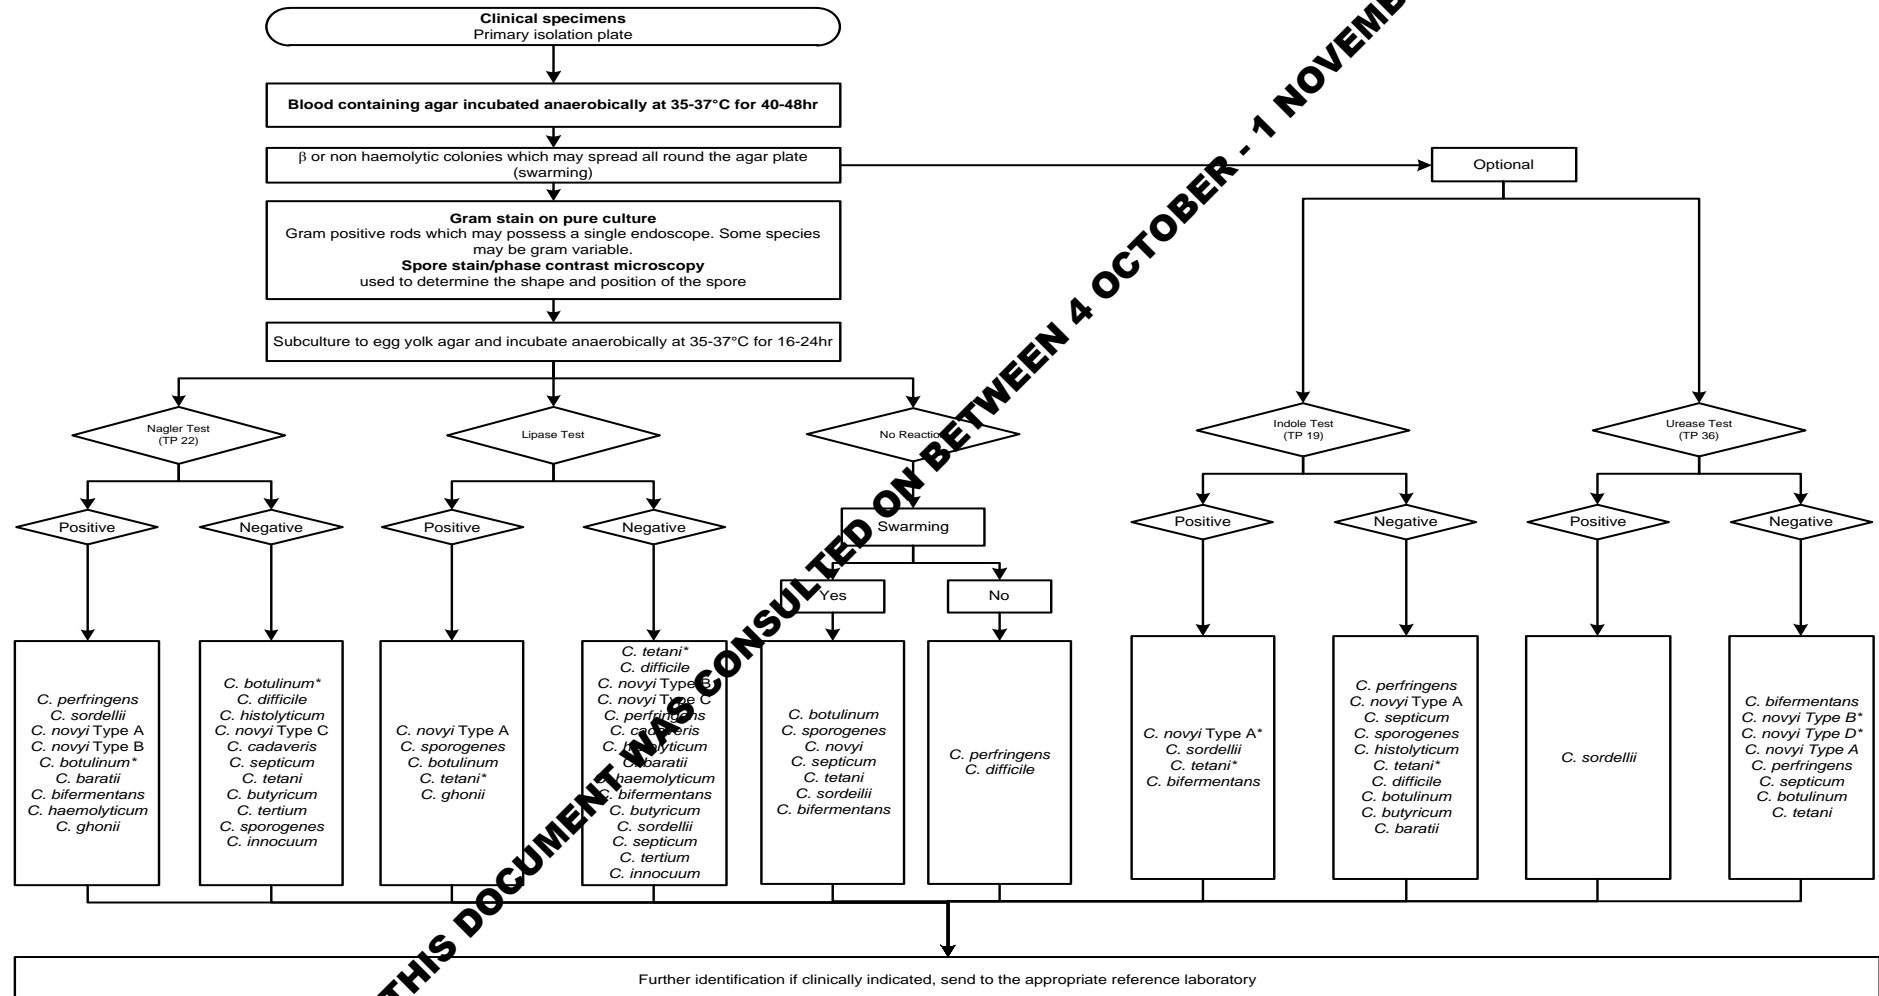 Clinical specimens
Primary isolation plate
Blood containing agar incubated anaerobically at 35-37°C for 40-48hr
β or non haemolytic colonies which may spread all round the agar plate
(swarming)
Optional
Gram stain on pure culture
Gram positive rods which may possess a single endoscope. Some species
may be gram variable.
Spore stain/phase contrast microscopy
used to determine the shape and position of the spore
Subculture to egg yolk agar and incubate anaerobically at 35-37°C for 16-24hr
Nagler Test
(TP 22)
Lipase Test
No Reaction
Indole Test
(TP 19)
Urease Test
(TP 36)
Positive
Negative
Positive
Negative
Swarming
Yes
No
Positive
Negative
Positive
Negative
C. perfringens
C. sordellii
C. novyi Type A
C. novyi Type B
C. botulinum*
C. baratii
C. bifermentans
C. haemolyticum
C. ghonii
C. botulinum*
C. difficile
C. histolyticum
C. novyi Type C
C. cadaveris
C. septicum
C. tetani
C. butyricum
C. tertium
C. sporogenes
C. innocuum
C. novyi Type A
C. sporogenes
C. botulinum
C. tetani*
C. ghonii
C. tetani*
C. difficile
C. novyi Type B
C. novyi Type C
C. perfringens
C. cadaveris
C. histolyticum
C. baratii
C. haemolyticum
C. bifermentans
C. butyricum
C. sordellii
C. septicum
C. tertium
C. innocuum
C. botulinum
C. sporogenes
C. novyi
C. septicum
C. tetani
C. sordeilii
C. bifermentans
C. perfringens
C. difficile
C. novyi Type A*
C. sordellii
C. tetani*
C. bifermentans
C. perfringens
C. novyi Type A
C. septicum
C. sporogenes
C. histolyticum
C. tetani*
C. difficile
C. botulinum
C. butyricum
C. baratii
C. sordellii
C. bifermentans
C. novyi Type B*
C. novyi Type D*
C. novyi Type A
C. perfringens
C. septicum
C. botulinum
C. tetani
Further identification if clinically indicated, send to the appropriate reference laboratory
THIS DOCUMENT WAS CONSULTED ON BETWEEN 4 OCTOBER - 1 NOVEMB